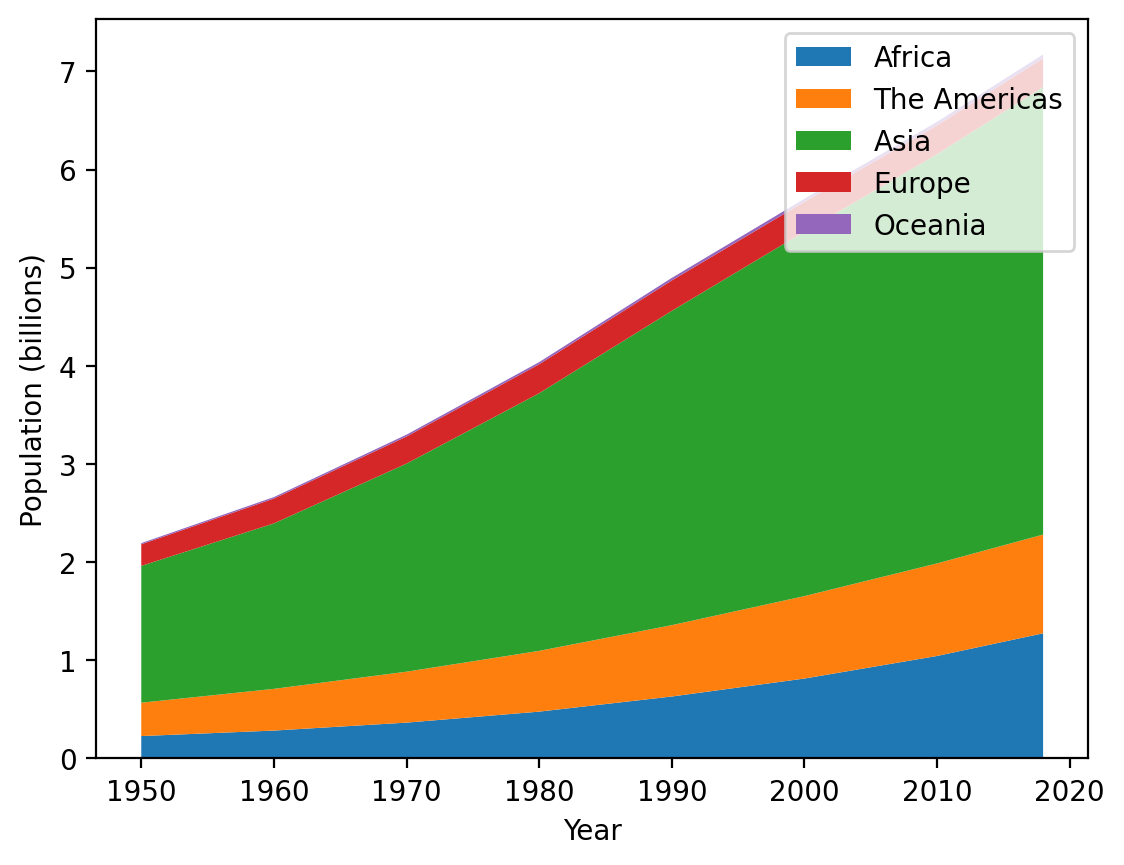 Africa
The Americas
Asia
Europe
Oceania
Population (billions)
7
6
5
4
3
2
1
0
1950 1960 1970 1980 1990 2000 2010 2020
Year